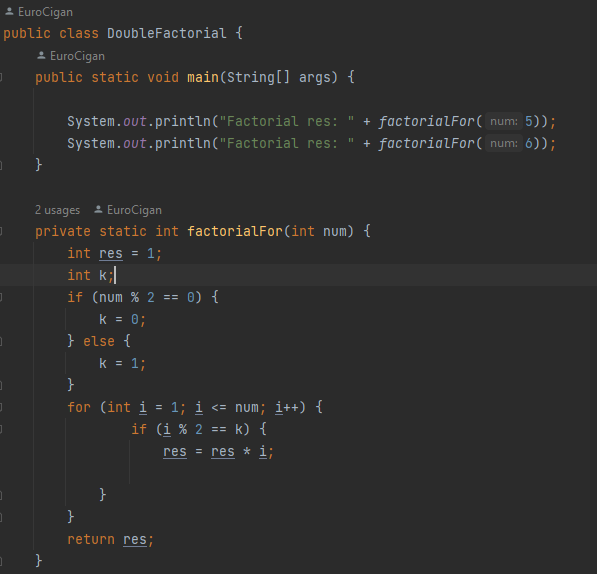 EuroCigan
public class DoubleFactorial {
EuroCigan
public static void main(String[] args) {
System.out.println("Factorial res: " + factorialFor( num: 5));
System.out.println("Factorial res: " + factorialFor( num: 6));
}
2 usages EuroCigan
private static int factorialFor(int num) {
int res = 1;
int k;
if (num % 2 == 0) {
k = 0;
} else {
k = 1;
}
for (int i = 1; i <= num; i++) {
if (i % 2 == k) {
res = res * i;
}
}
return res;
}